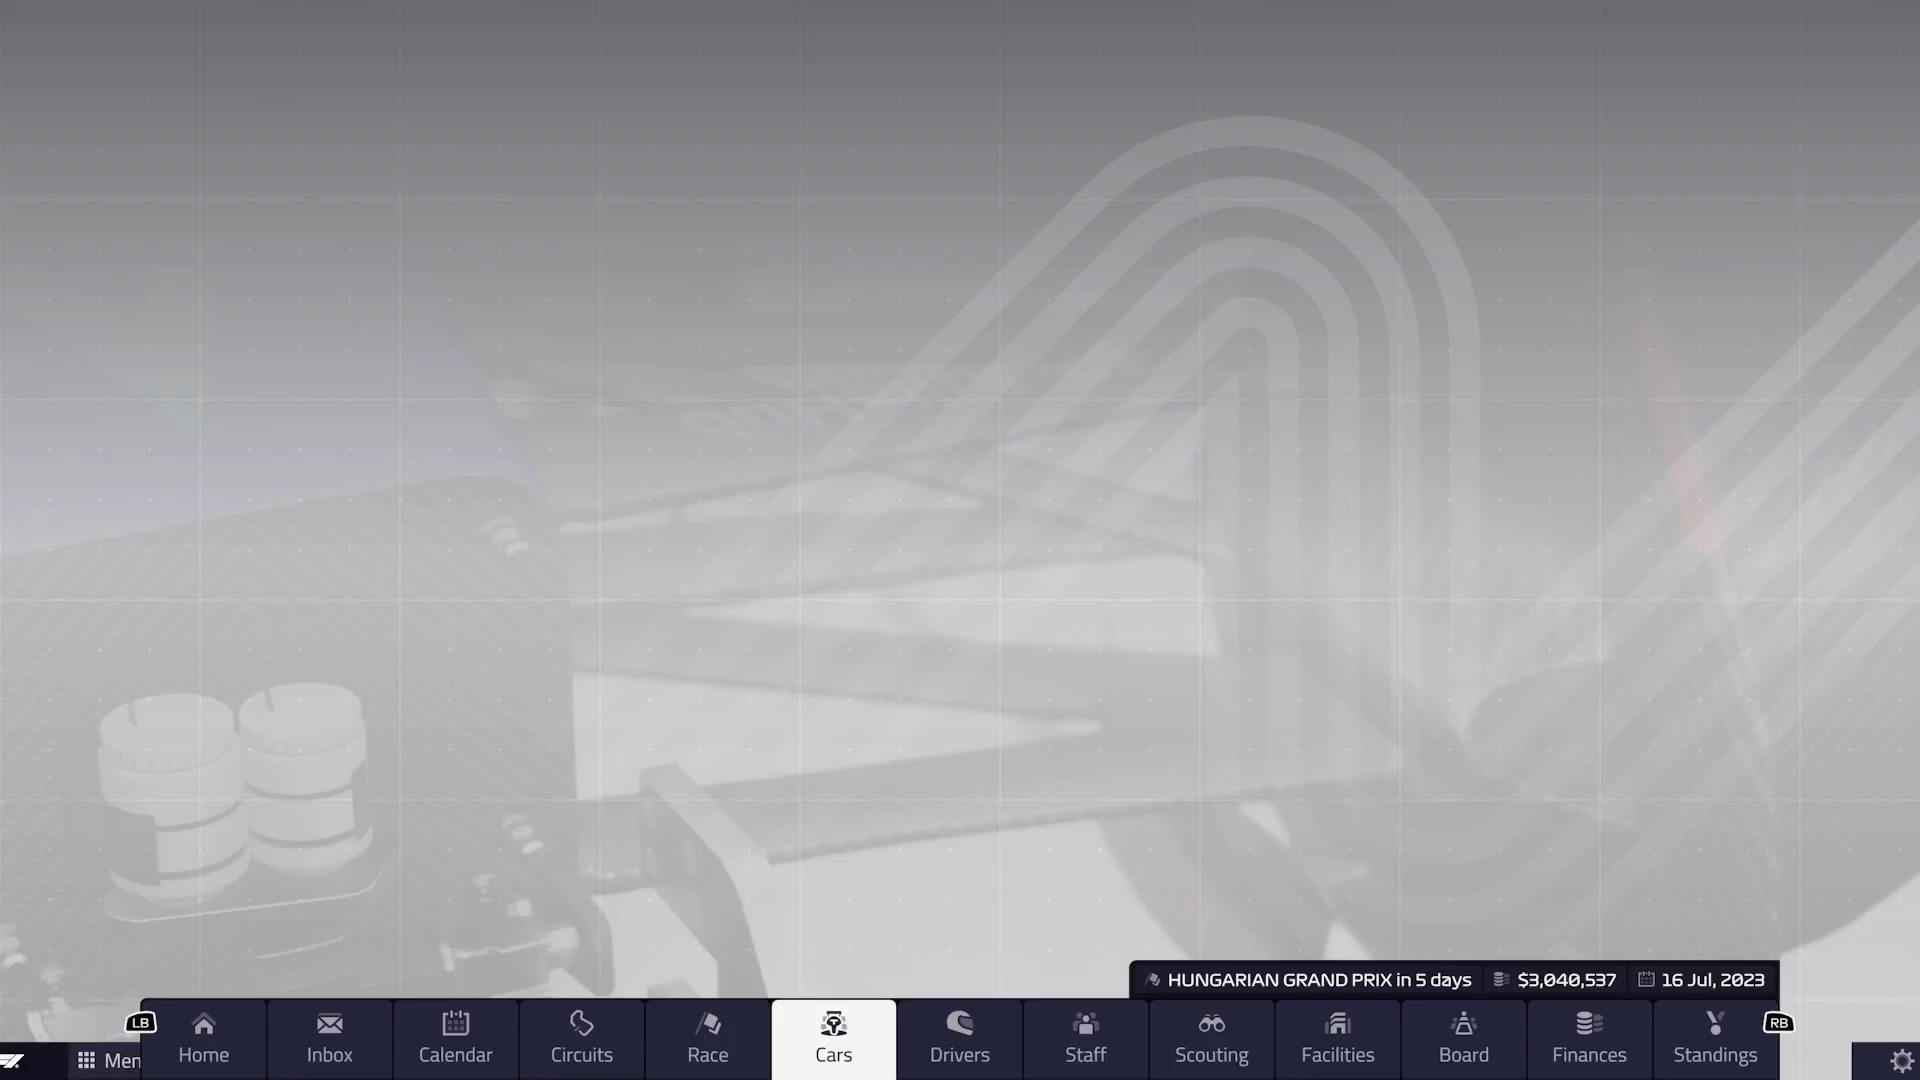 HUNGARIAN GRAND PRIX in 5 days $3,040,537 16 Jul, 2023
LB RB
Home Inbox Calendar Circuits Race Cars Drivers Staff Scouting Facilities Board Finances Standings
Men